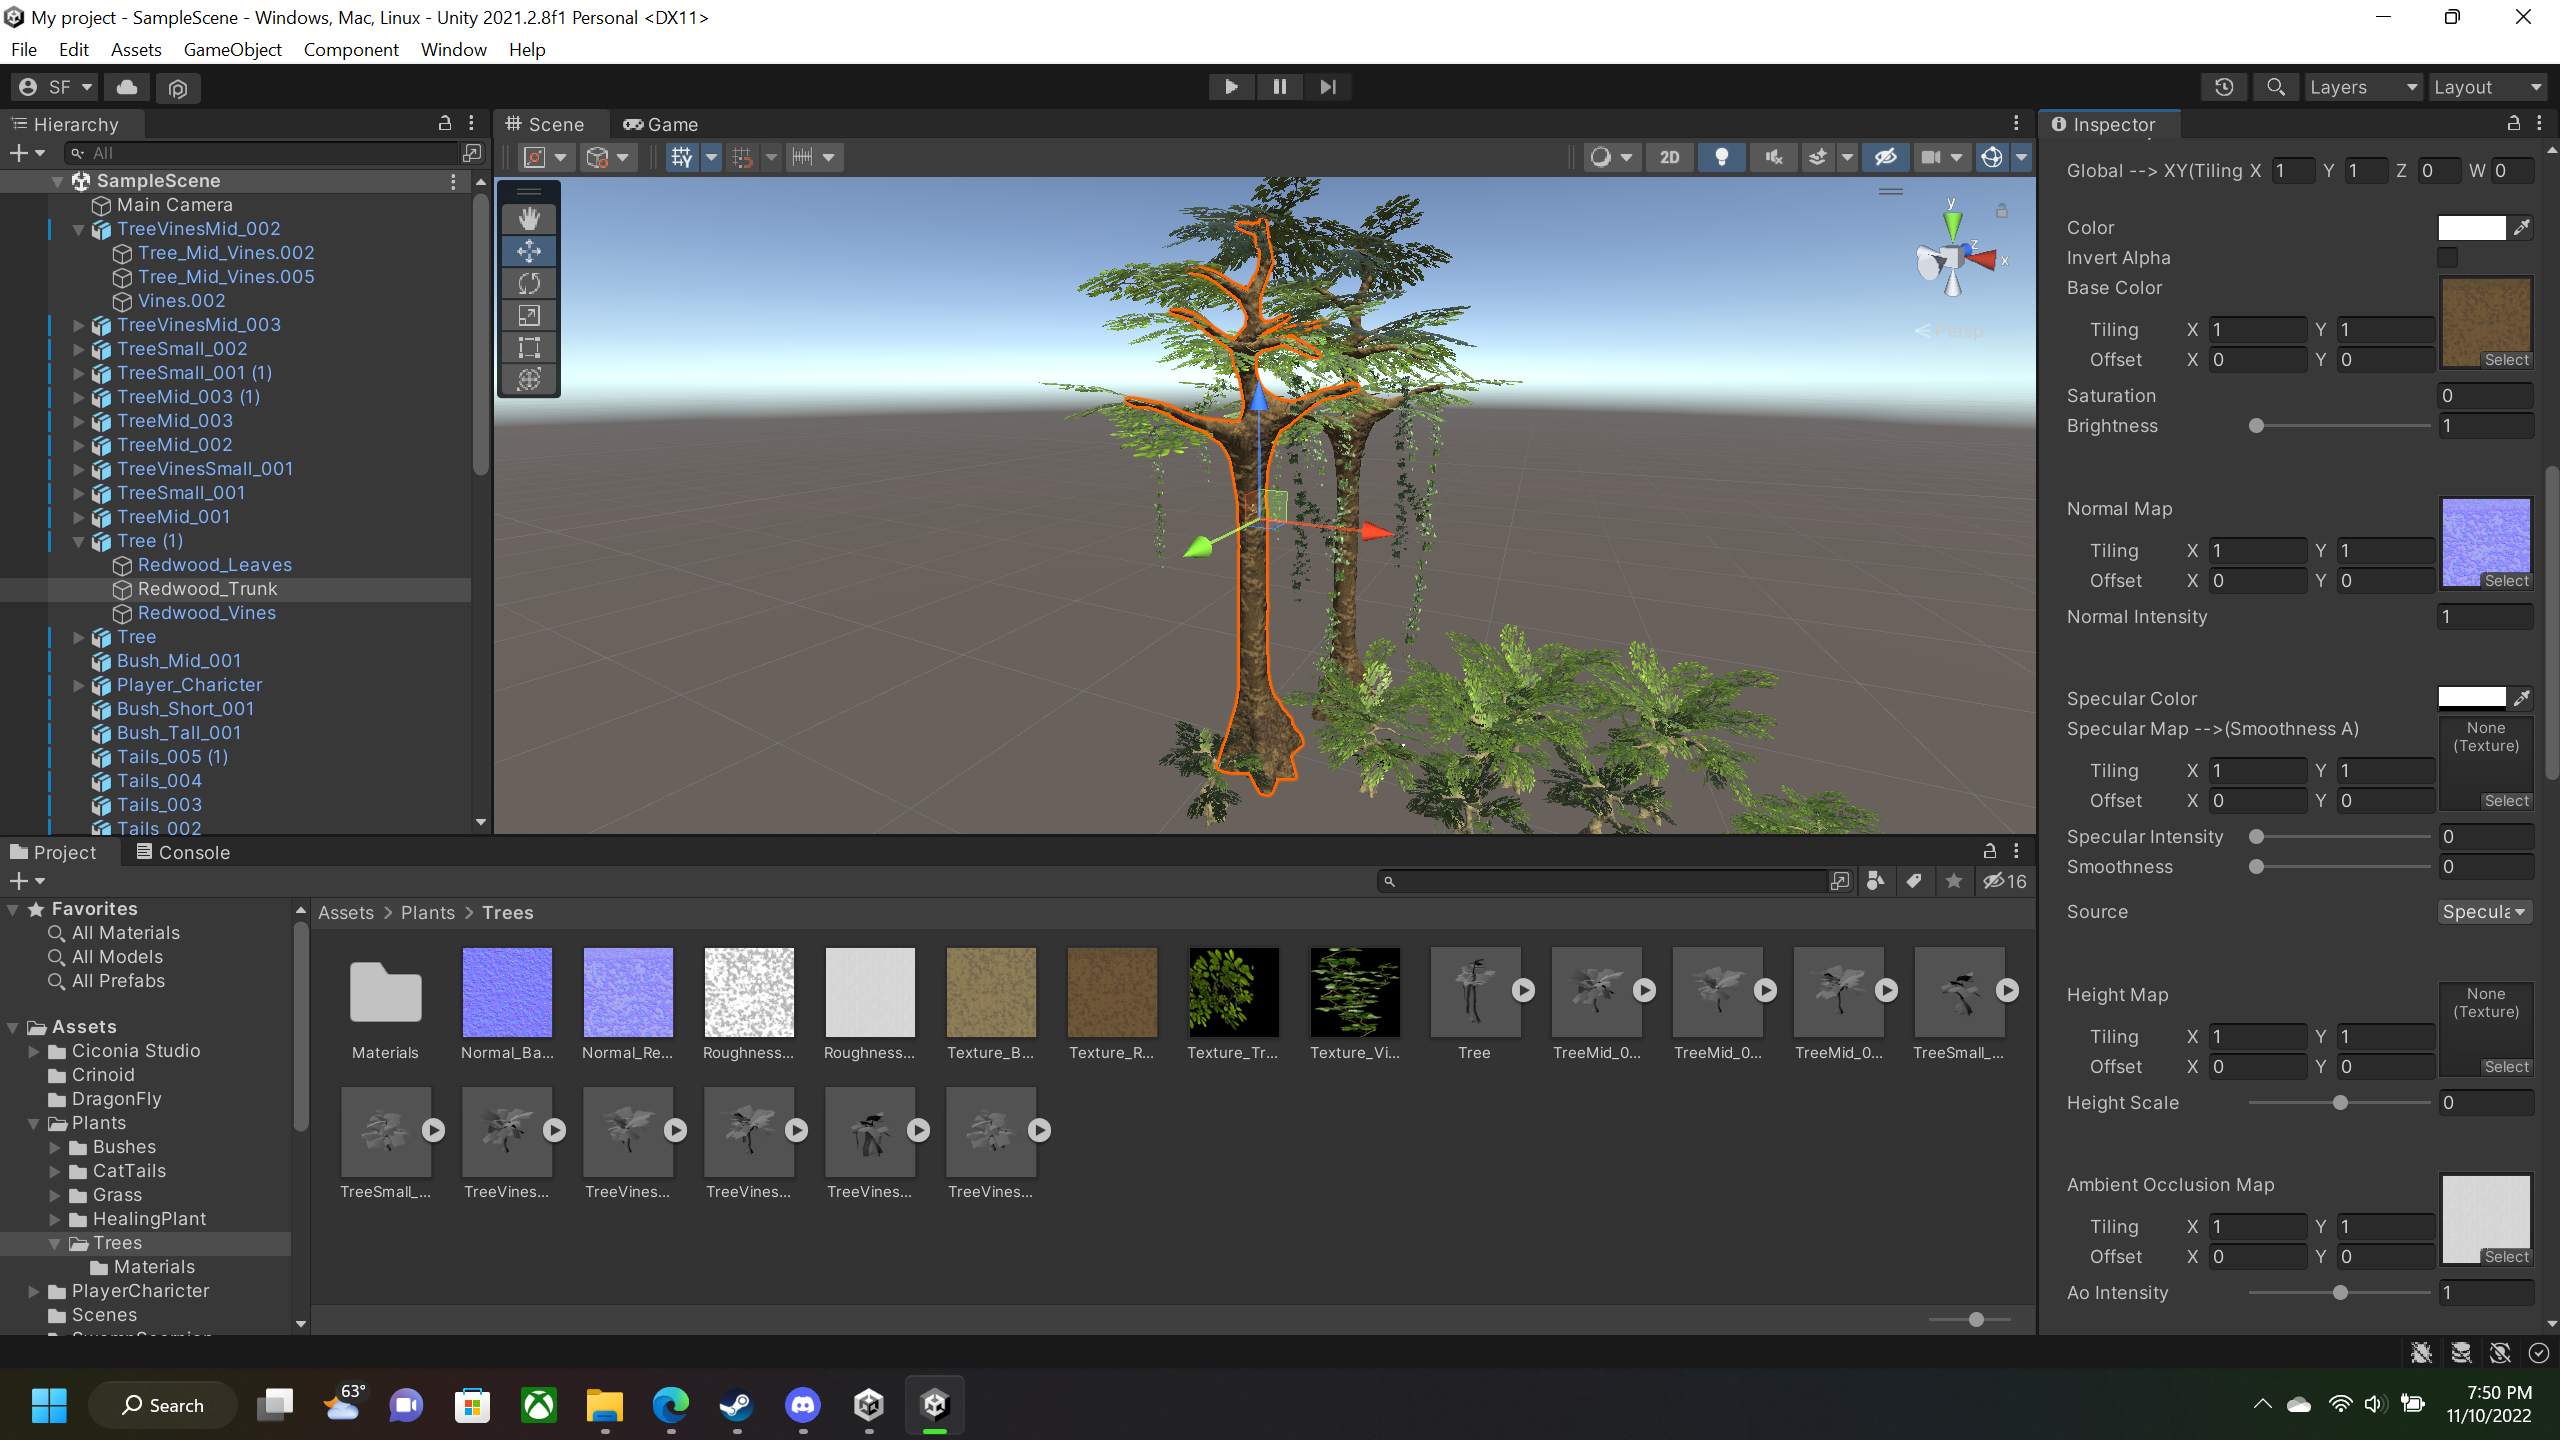 My project - SampleScene - Windows, Mac, Linux - Unity 2021.2.8f1 Personal <DX11>
File Edit Assets GameObject Component Window Help
SF Layers Layout
Hierarchy
All
SampleScene
Main Camera
TreeVinesMid_002
Tree_Mid_Vines.002
Tree_Mid_Vines.005
Vines.002
TreeVinesMid_003
TreeSmall_002
TreeSmall_001 (1)
TreeMid_003 (1)
TreeMid_003
TreeMid_002
TreeVinesSmall_001
TreeSmall_001
TreeMid_001
Tree (1)
Redwood_Leaves
Redwood_Trunk
Redwood_Vines
Tree
Bush_Mid_001
Player_Charicter
Bush_Short_001
Bush_Tall_001
Tails_005 (1)
Tails_004
Tails_003
Tails_002
Scene Game
2D
y
z
x
Persp
Inspector
Global --> XY(Tiling X 1 Y 1 Z 0 W 0
Color
Invert Alpha
Base Color
Tiling X 1 Y 1
Offset X 0 Y 0 Select
Saturation 0
Brightness 1
Normal Map
Tiling X 1 Y 1
Offset X 0 Y 0 Select
Normal Intensity 1
Specular Color
Specular Map -->(Smoothness A) None
(Texture)
Tiling X 1 Y 1
Offset X 0 Y 0 Select
Specular Intensity 0
Smoothness 0
Source Specula
Height Map None
(Texture)
Tiling X 1 Y 1
Offset X 0 Y 0 Select
Height Scale 0
Ambient Occlusion Map
Tiling X 1 Y 1
Offset X 0 Y 0 Select
Ao Intensity 1
Project Console
16
Favorites
All Materials
All Models
All Prefabs
Assets
Ciconia Studio
Crinoid
DragonFly
Plants
Bushes
CatTails
Grass
HealingPlant
Trees
Materials
PlayerCharicter
Scenes
SwampScorpion
Assets > Plants > Trees
Materials Normal_Ba... Normal_Re... Roughness... Roughness... Texture_B... Texture_R... Texture_Tr... Texture_Vi... Tree TreeMid_0... TreeMid_0... TreeMid_0... TreeSmall_...
TreeSmall_... TreeVines... TreeVines... TreeVines... TreeVines... TreeVines...
Search 63° 7:50 PM
11/10/2022